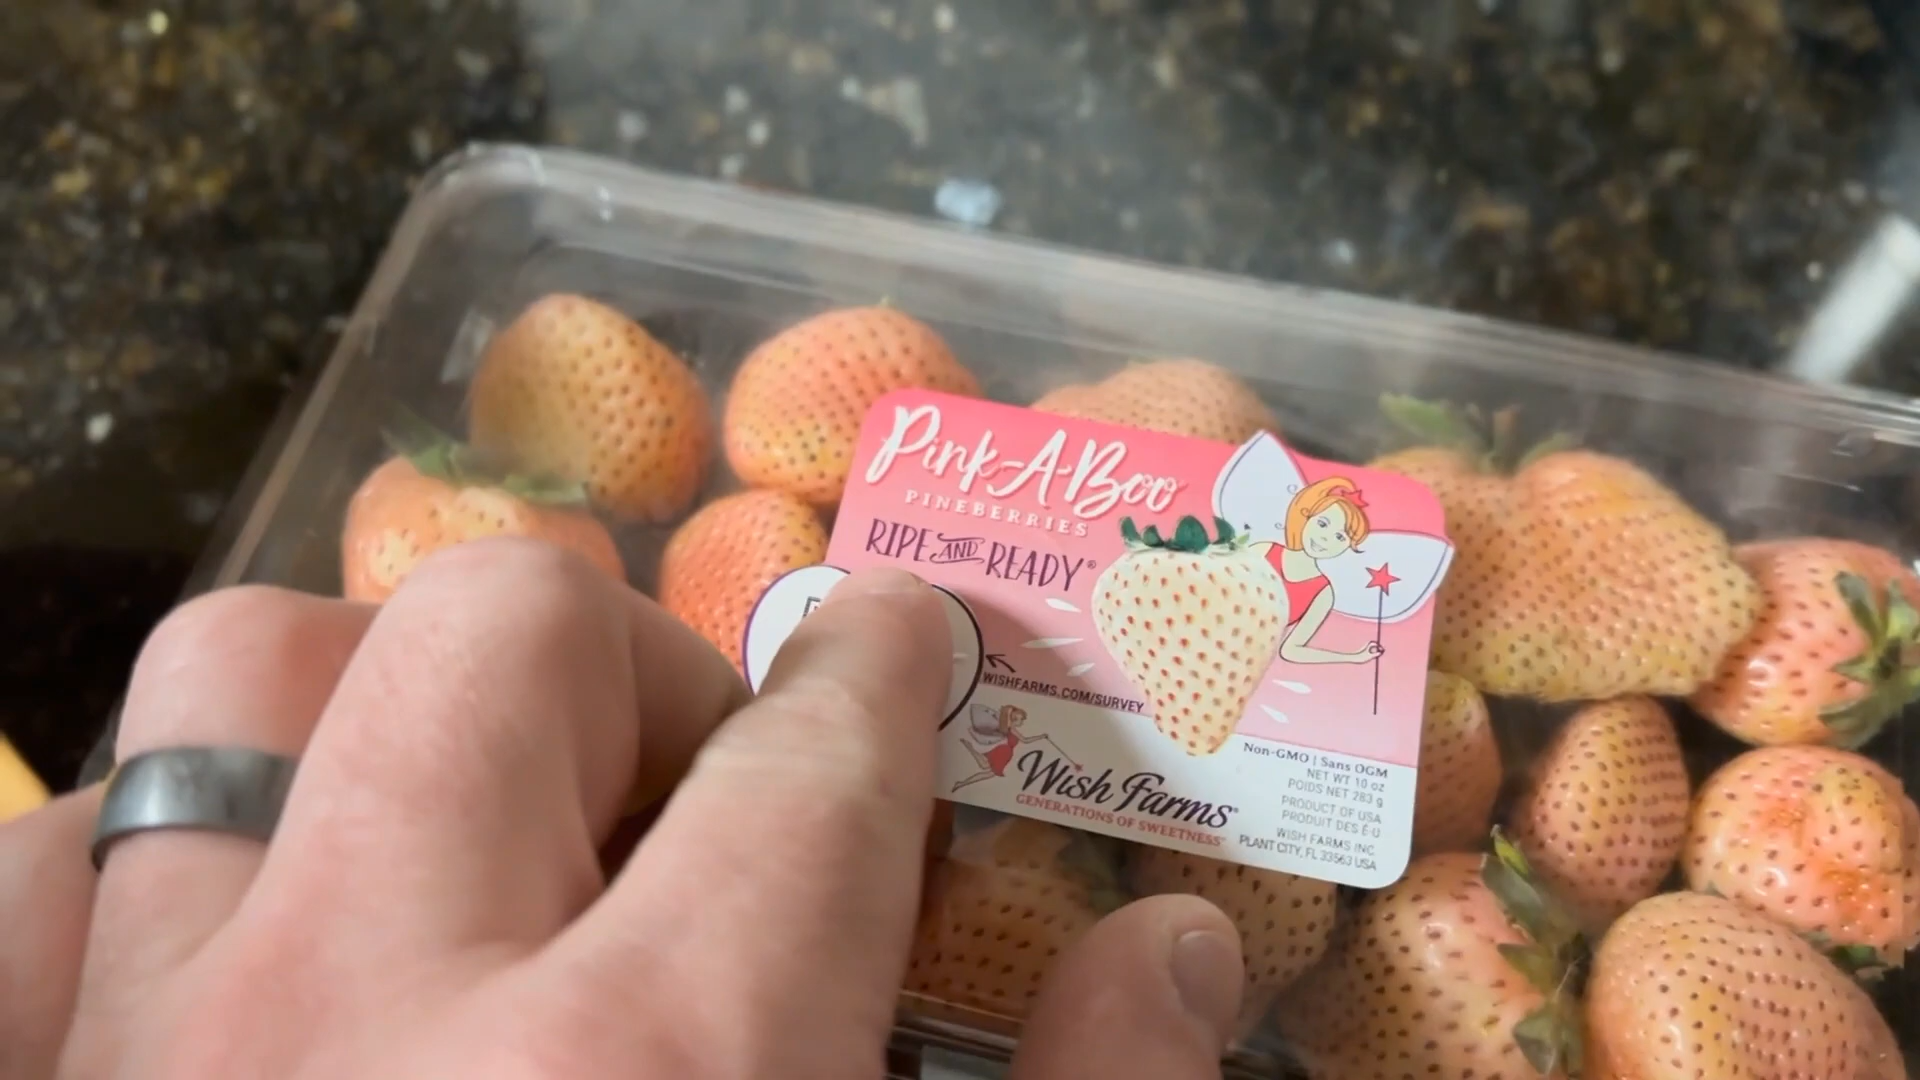 Pink-A-Boo
PINEBERRIES
RIPE AND READY®
WISHFARMS.COM/SURVEY
Wish Farms®
GENERATIONS OF SWEETNESS
Non-GMO | Sans OGM
NET WT 10 oz
POIDS NET 283 g
PRODUCT OF USA
PRODUIT DES É-U
WISH FARMS INC.
PLANT CITY, FL 33563 USA